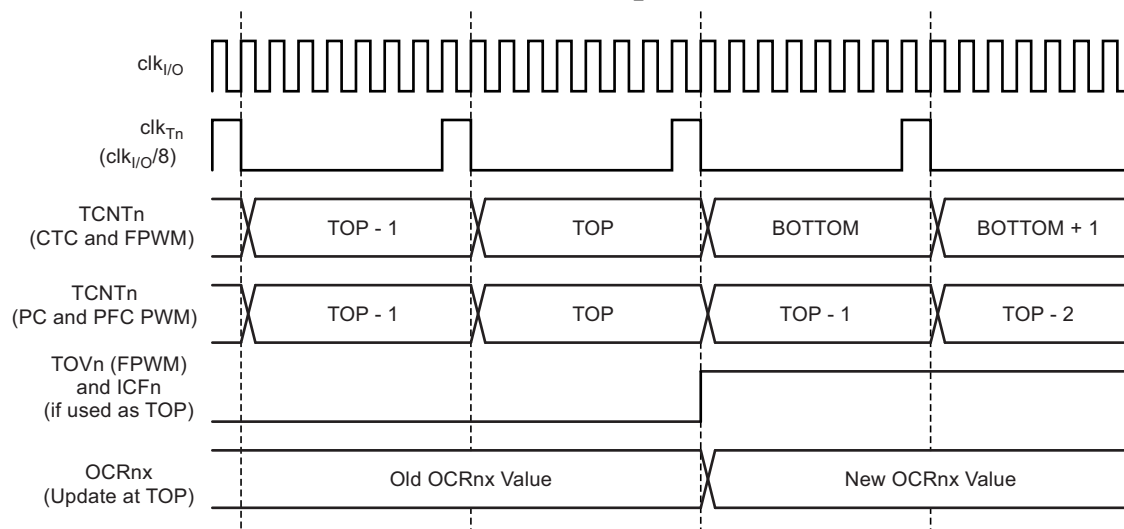 clkI/O
clkTn
(clkI/O/8)
TCNTn
(CTC and FPWM)
TOP - 1
TOP
BOTTOM
BOTTOM + 1
TCNTn
(PC and PFC PWM)
TOP - 1
TOP
TOP - 1
TOP - 2
TOVn (FPWM)
and ICFn
(if used as TOP)
OCRnx
(Update at TOP)
Old OCRnx Value
New OCRnx Value